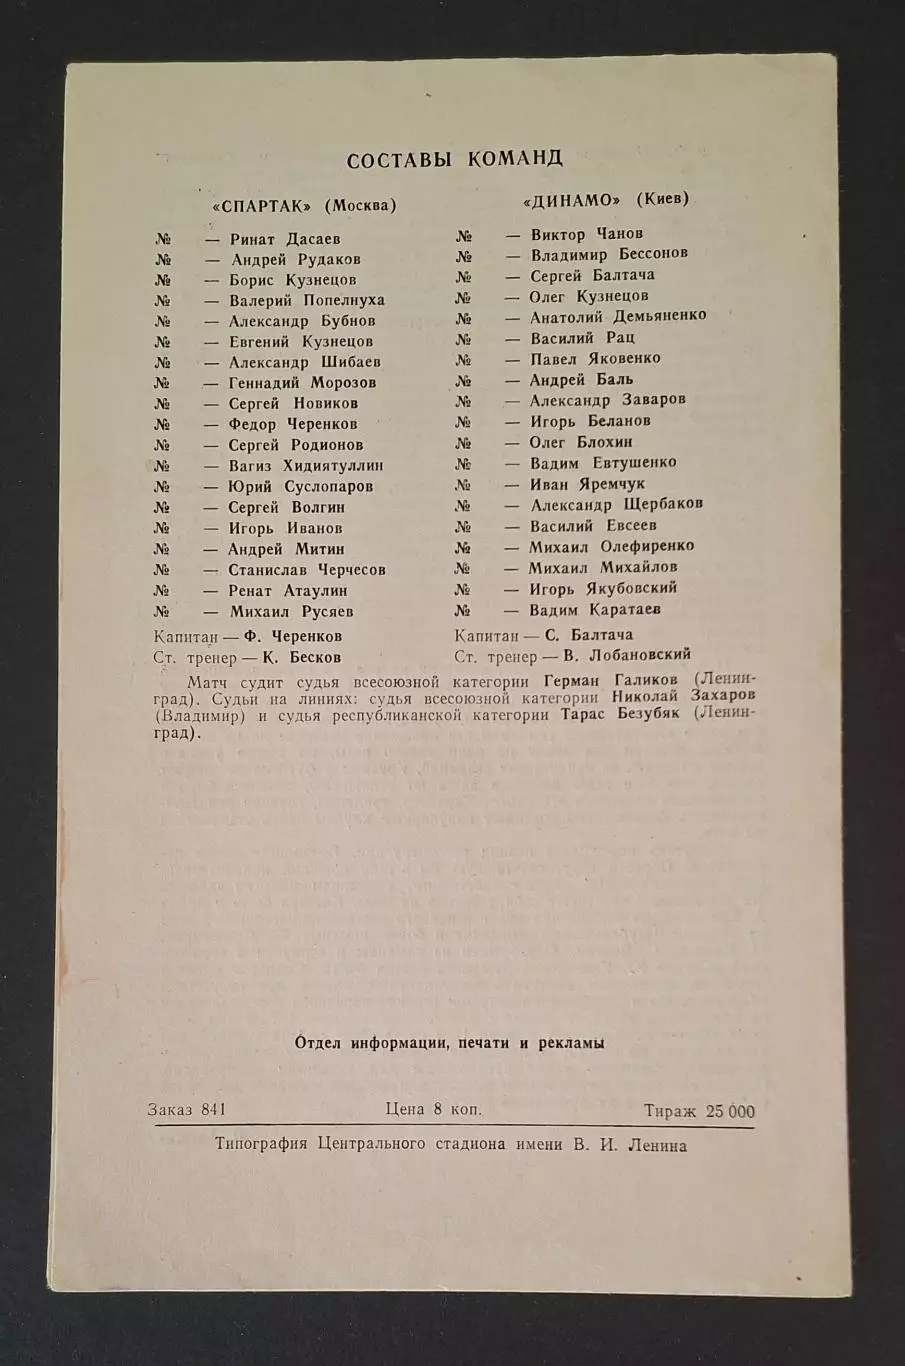 СОСТАВЫ КОМАНД
«СПАРТАК» (Москва)
№ — Ринат Дасаев
№ — Андрей Рудаков
№ — Борис Кузнецов
№ — Валерий Попелнуха
№ — Александр Бубнов
№ — Евгений Кузнецов
№ — Александр Шибаев
№ — Геннадий Морозов
№ — Сергей Новиков
№ — Федор Черенков
№ — Сергей Родионов
№ — Вагиз Хидиятуллин
№ — Юрий Суслопаров
№ — Сергей Волгин
№ — Игорь Иванов
№ — Андрей Митин
№ — Станислав Черчесов
№ — Ренат Атаулин
№ — Михаил Русяев
Капитан — Ф. Черенков
Ст. тренер — К. Бесков
«ДИНАМО» (Киев)
№ — Виктор Чанов
№ — Владимир Бессонов
№ — Сергей Балтача
№ — Олег Кузнецов
№ — Анатолий Демьяненко
№ — Василий Рац
№ — Павел Яковенко
№ — Андрей Баль
№ — Александр Заваров
№ — Игорь Беланов
№ — Олег Блохин
№ — Вадим Евтушенко
№ — Иван Яремчук
№ — Александр Щербаков
№ — Василий Евсеев
№ — Михаил Олефиренко
№ — Михаил Михайлов
№ — Игорь Якубовский
№ — Вадим Каратаев
Капитан — С. Балтача
Ст. тренер — В. Лобановский
Матч судит судья всесоюзной категории Герман Галиков (Ленин-
град). Судьи на линиях: судья всесоюзной категории Николай Захаров
(Владимир) и судья республиканской категории Тарас Безубяк (Ленин-
град).
Отдел информации, печати и рекламы
Заказ 841 Цена 8 коп. Тираж 25 000
Типография Центрального стадиона имени В. И. Ленина